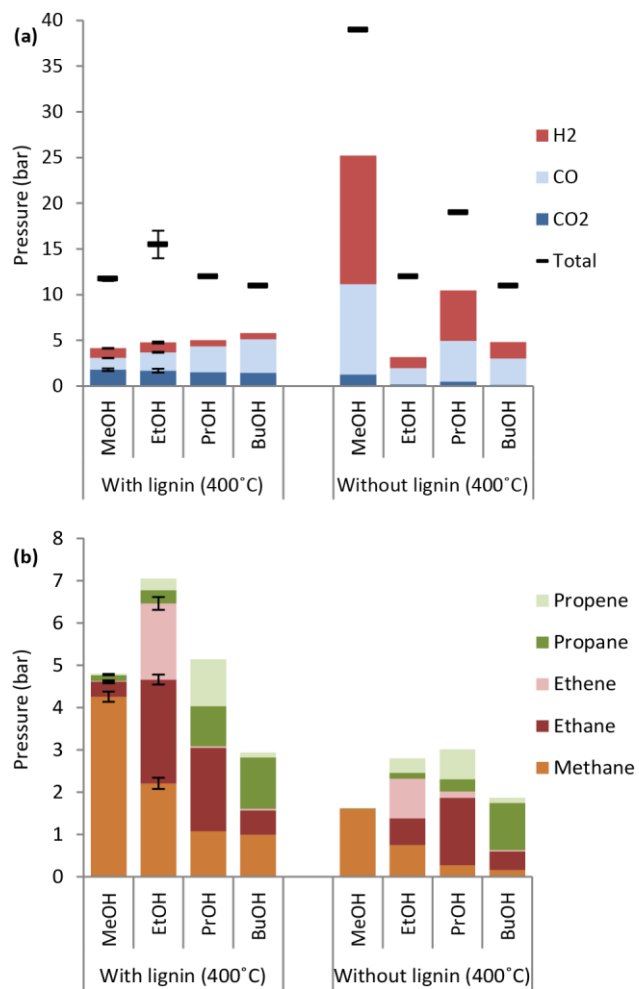 (a)
40
35
30
25
20
15
10
5
0
Pressure (bar)
H2
CO
CO2
Total
MeOH
EtOH
PrOH
BuOH
MeOH
EtOH
PrOH
BuOH
With lignin (400˚C)
Without lignin (400˚C)
(b)
8
7
6
5
4
3
2
1
0
Pressure (bar)
Propene
Propane
Ethene
Ethane
Methane
MeOH
EtOH
PrOH
BuOH
MeOH
EtOH
PrOH
BuOH
With lignin (400˚C)
Without lignin (400˚C)